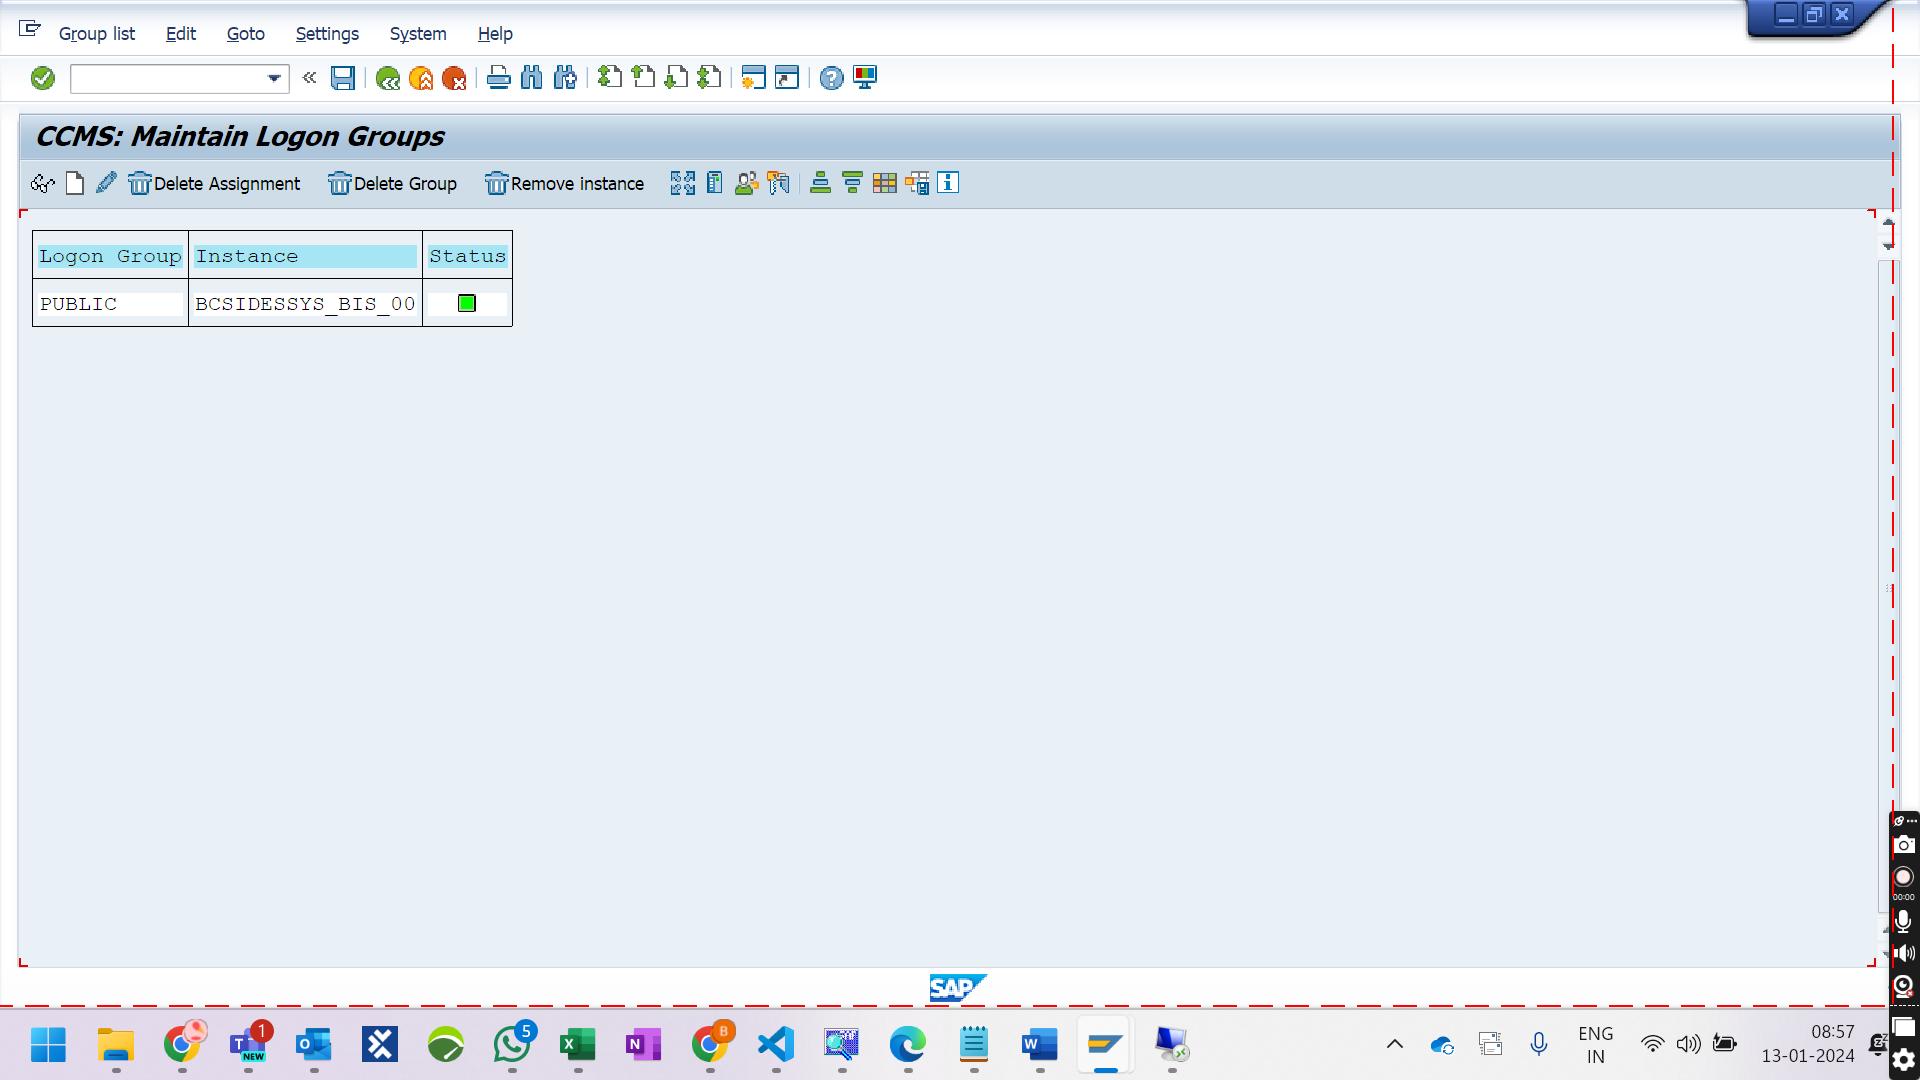 Group list Edit Goto Settings System Help
CCMS: Maintain Logon Groups
Delete Assignment Delete Group Remove instance
Logon Group Instance Status
PUBLIC BCSIDESSYS_BIS_00
00:00
SAP
1
NEW
5
B
ENG
IN
08:57
13-01-2024